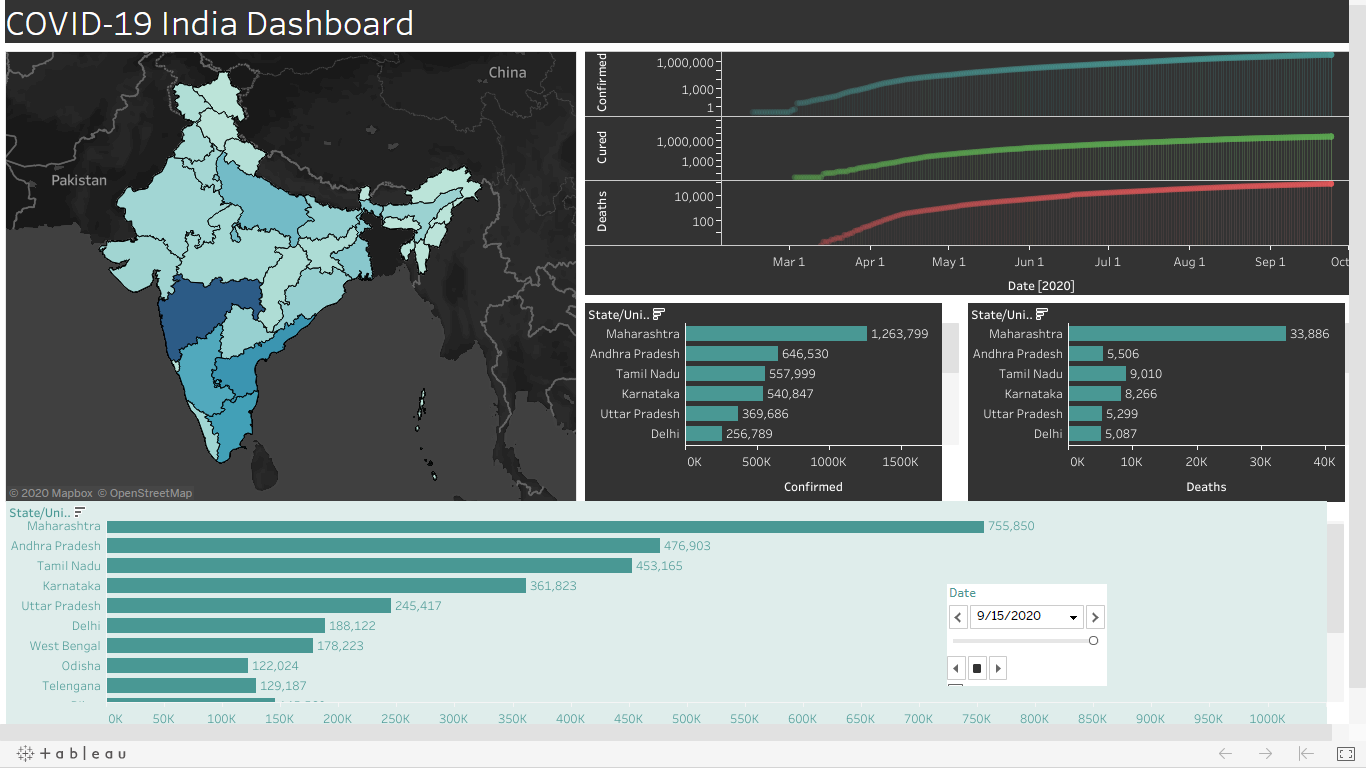 COVID-19 India Dashboard
China
Pakistan
© 2020 Mapbox © OpenStreetMap
Confirmed
1,000,000
1,000
1
Cured
1,000,000
1,000
Deaths
10,000
100
Mar 1 Apr 1 May 1 Jun 1 Jul 1 Aug 1 Sep 1 Oct
Date [2020]
State/Uni..
Maharashtra 1,263,799
Andhra Pradesh 646,530
Tamil Nadu 557,999
Karnataka 540,847
Uttar Pradesh 369,686
Delhi 256,789
0K 500K 1000K 1500K
Confirmed
State/Uni..
Maharashtra 33,886
Andhra Pradesh 5,506
Tamil Nadu 9,010
Karnataka 8,266
Uttar Pradesh 5,299
Delhi 5,087
0K 10K 20K 30K 40K
Deaths
State/Uni..
Maharashtra 755,850
Andhra Pradesh 476,903
Tamil Nadu 453,165
Karnataka 361,823
Uttar Pradesh 245,417
Delhi 188,122
West Bengal 178,223
Odisha 122,024
Telengana 129,187
0K 50K 100K 150K 200K 250K 300K 350K 400K 450K 500K 550K 600K 650K 700K 750K 800K 850K 900K 950K 1000K
Date
9/15/2020
+ableau